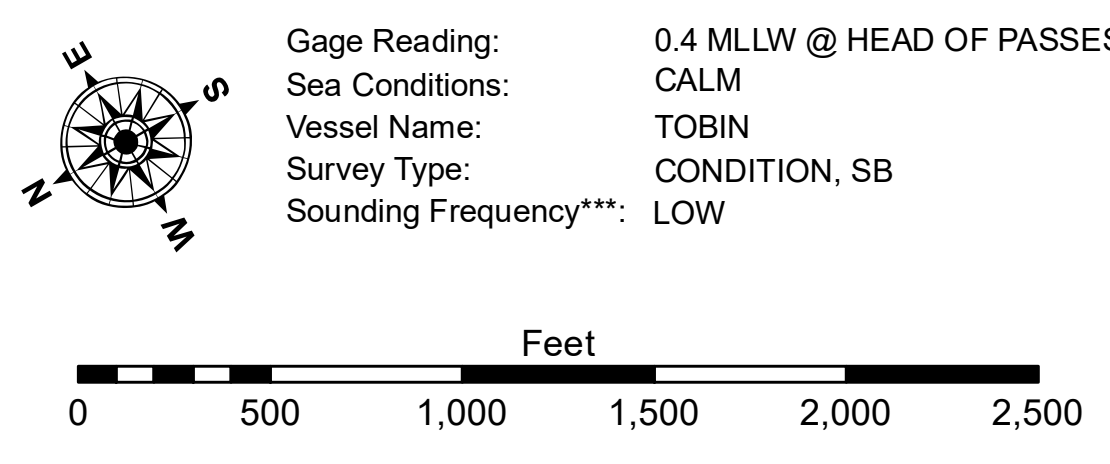 E
S
N
W
Gage Reading: 0.4 MLLW @ HEAD OF PASSES
Sea Conditions: CALM
Vessel Name: TOBIN
Survey Type: CONDITION, SB
Sounding Frequency***: LOW
Feet
0 500 1,000 1,500 2,000 2,500